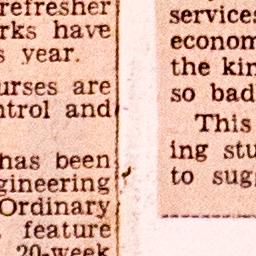 refresher
rks have
s year.
urses are
ntrol and
has been
gineering
Ordinary
feature
20-week
services
econom
the kin
so bad
This
ing stu
to sugg